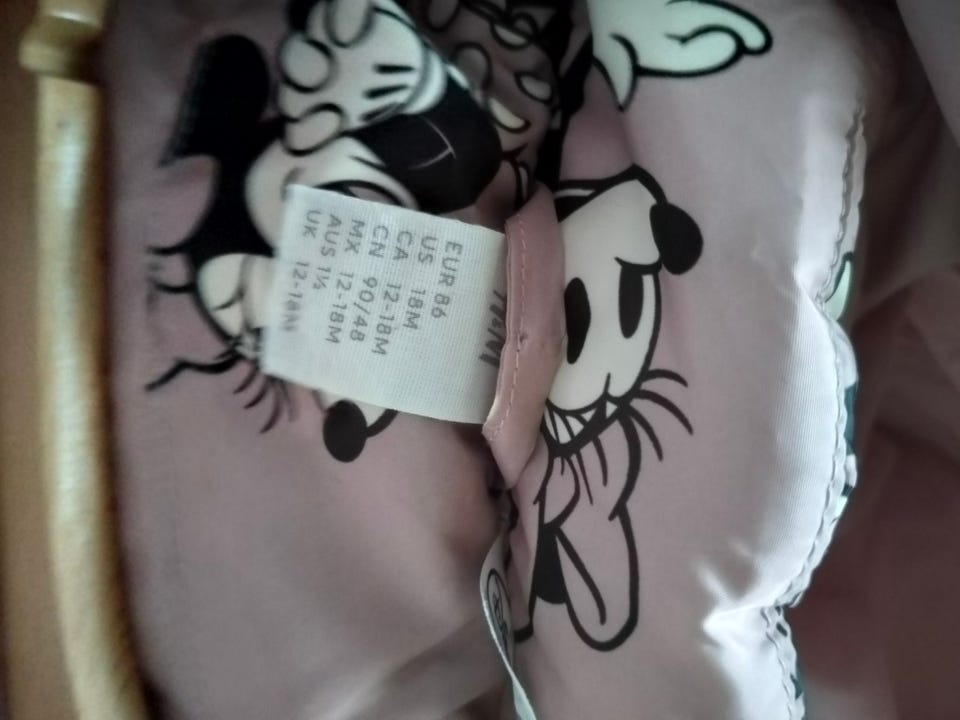 EUR 86
US 18M
CA 12-18M
CN 90/48
MX 12-18M
AUS 1½
UK 12-18M